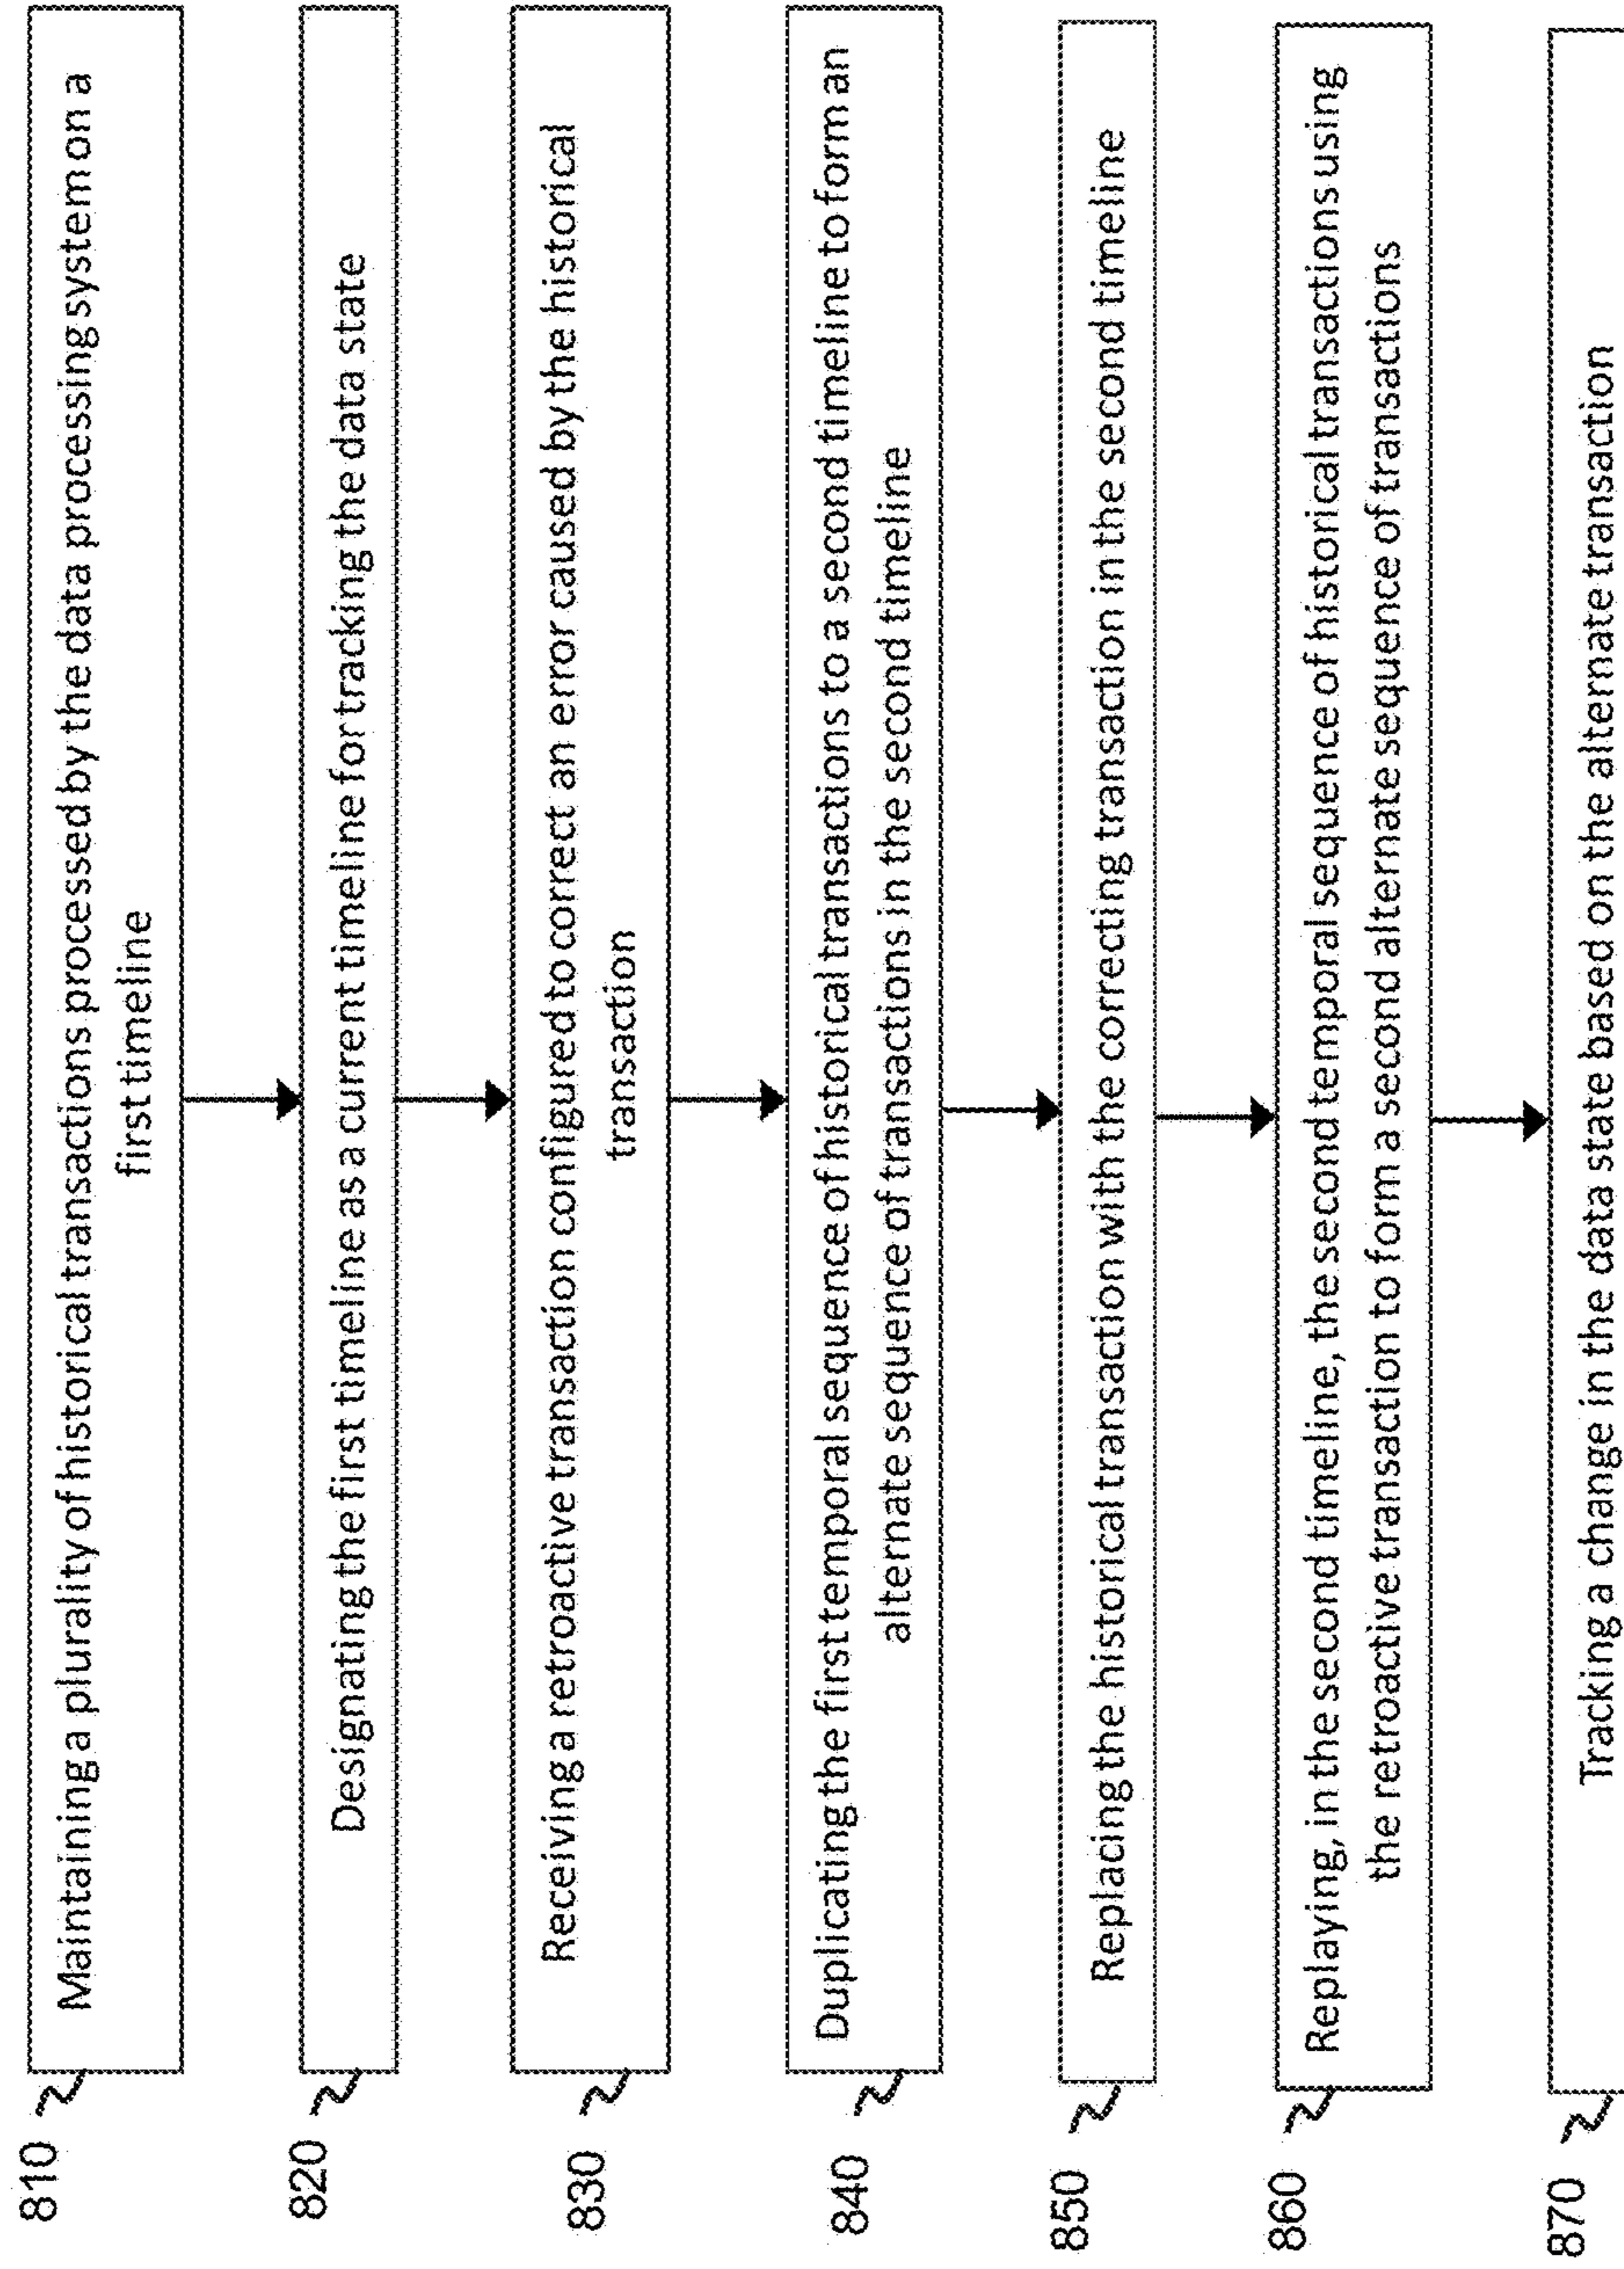 810
Maintaining a plurality of historical transactions processed by the data processing system on a
first timeline
820
Designating the first timeline as a current timeline for tracking the data state
830
Receiving a retroactive transaction configured to correct an error caused by the historical
transaction
840
Duplicating the first temporal sequence of historical transactions to a second timeline to form an
alternate sequence of transactions in the second timeline
850
Replacing the historical transaction with the correcting transaction in the second timeline
860
Replaying, in the second timeline, the second temporal sequence of historical transactions using
the retroactive transaction to form a second alternate sequence of transactions
870
Tracking a change in the data state based on the alternate transaction